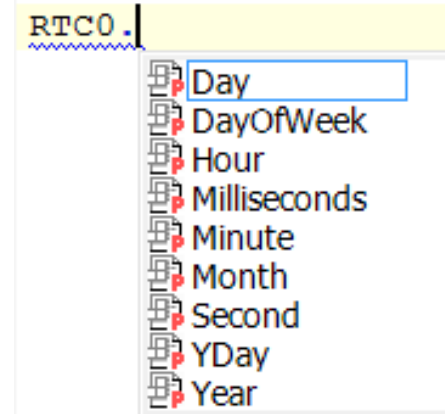 RTC0.
Day
DayOfWeek
Hour
Milliseconds
Minute
Month
Second
YDay
Year